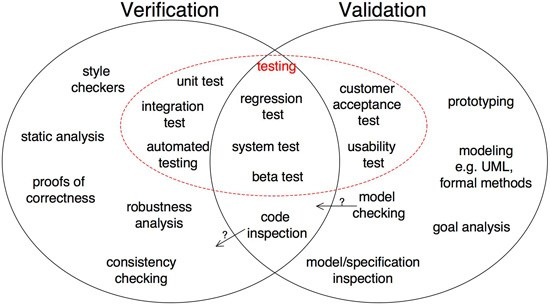 Verification
Validation
testing
style
checkers
unit test
regression
test
customer
acceptance
test
prototyping
integration
test
static analysis
automated
testing
system test
usability
test
modeling
e.g. UML,
formal methods
beta test
proofs of
correctness
robustness
analysis
code
inspection
?
?
model
checking
goal analysis
consistency
checking
model/specification
inspection